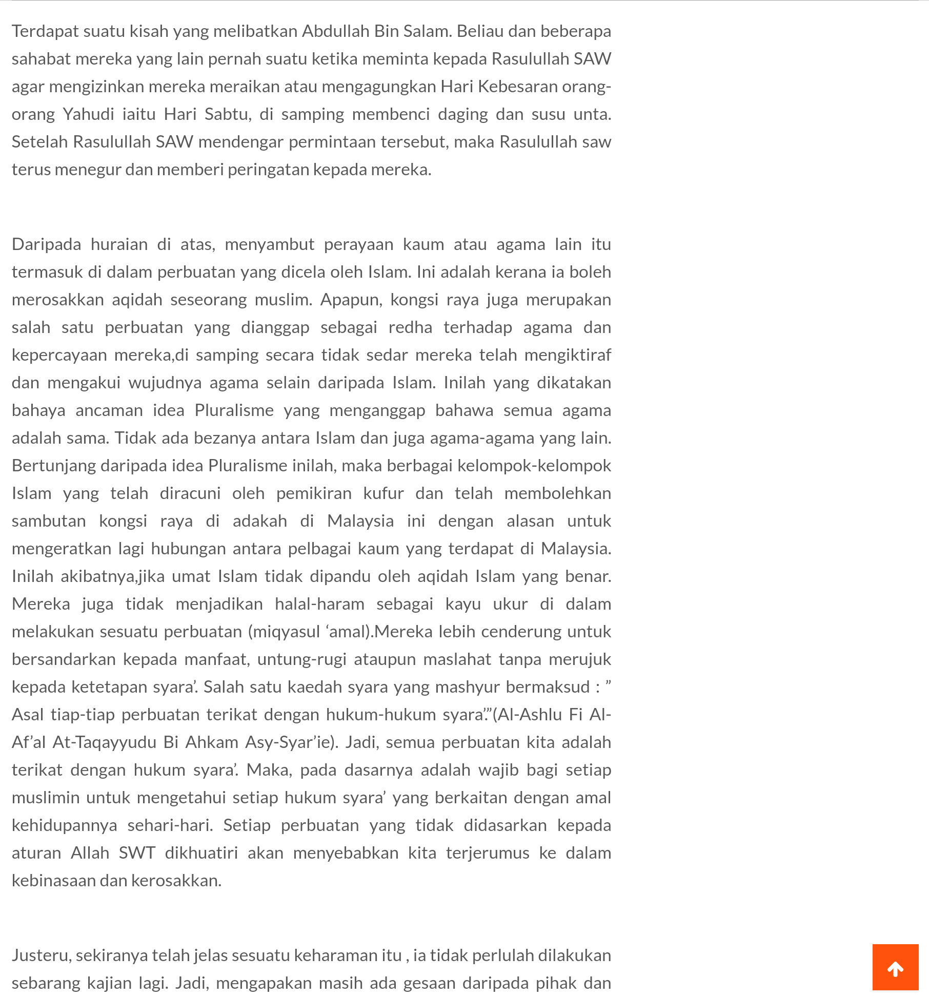 Terdapat suatu kisah yang melibatkan Abdullah Bin Salam. Beliau dan beberapa
sahabat mereka yang lain pernah suatu ketika meminta kepada Rasulullah SAW
agar mengizinkan mereka meraikan atau mengagungkan Hari Kebesaran orang-
orang Yahudi iaitu Hari Sabtu, di samping membenci daging dan susu unta.
Setelah Rasulullah SAW mendengar permintaan tersebut, maka Rasulullah saw
terus menegur dan memberi peringatan kepada mereka.
Daripada huraian di atas, menyambut perayaan kaum atau agama lain itu
termasuk di dalam perbuatan yang dicela oleh Islam. Ini adalah kerana ia boleh
merosakkan aqidah seseorang muslim. Apapun, kongsi raya juga merupakan
salah satu perbuatan yang dianggap sebagai redha terhadap agama dan
kepercayaan mereka,di samping secara tidak sedar mereka telah mengiktiraf
dan mengakui wujudnya agama selain daripada Islam. Inilah yang dikatakan
bahaya ancaman idea Pluralisme yang menganggap bahawa semua agama
adalah sama. Tidak ada bezanya antara Islam dan juga agama-agama yang lain.
Bertunjang daripada idea Pluralisme inilah, maka berbagai kelompok-kelompok
Islam yang telah diracuni oleh pemikiran kufur dan telah membolehkan
sambutan kongsi raya di adakah di Malaysia ini dengan alasan untuk
mengeratkan lagi hubungan antara pelbagai kaum yang terdapat di Malaysia.
Inilah akibatnya,jika umat Islam tidak dipandu oleh aqidah Islam yang benar.
Mereka juga tidak menjadikan halal-haram sebagai kayu ukur di dalam
melakukan sesuatu perbuatan (miqyasul ‘amal).Mereka lebih cenderung untuk
bersandarkan kepada manfaat, untung-rugi ataupun maslahat tanpa merujuk
kepada ketetapan syara’. Salah satu kaedah syara yang mashyur bermaksud : ”
Asal tiap-tiap perbuatan terikat dengan hukum-hukum syara’.”(Al-Ashlu Fi Al-
Af’al At-Taqayyudu Bi Ahkam Asy-Syar’ie). Jadi, semua perbuatan kita adalah
terikat dengan hukum syara’. Maka, pada dasarnya adalah wajib bagi setiap
muslimin untuk mengetahui setiap hukum syara’ yang berkaitan dengan amal
kehidupannya sehari-hari. Setiap perbuatan yang tidak didasarkan kepada
aturan Allah SWT dikhuatiri akan menyebabkan kita terjerumus ke dalam
kebinasaan dan kerosakkan.
Justeru, sekiranya telah jelas sesuatu keharaman itu , ia tidak perlulah dilakukan
sebarang kajian lagi. Jadi, mengapakan masih ada gesaan daripada pihak dan